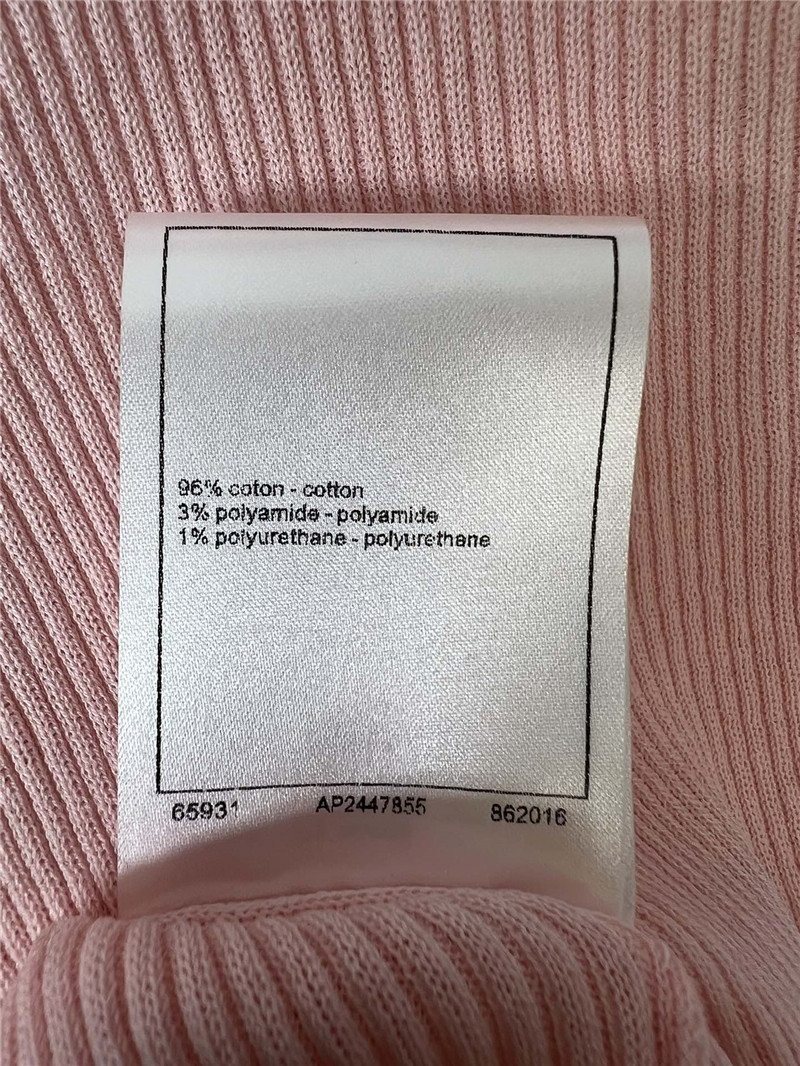 96% coton - cotton
3% polyamide - polyamide
1% polyurethane - polyurethane
65931 AP2447855 862016